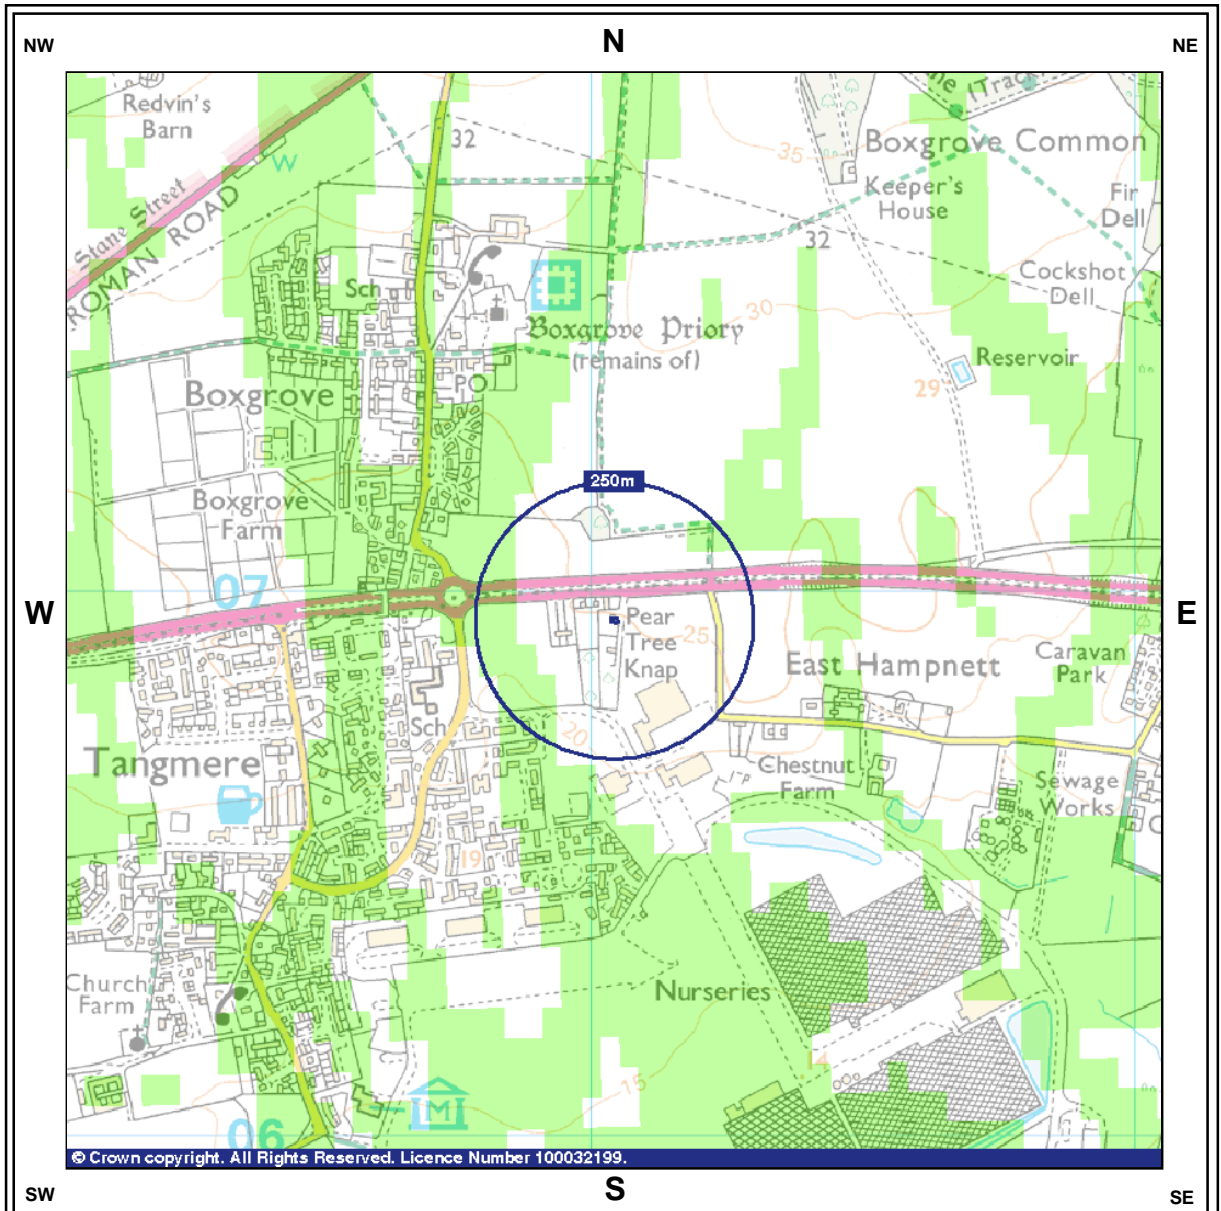 NW
N
NE
Redvin's
Barn
32
35
ne (Track
Boxgrove Common
W
Keeper's
House
Fir
Dell
Stane Street
ROMAN ROAD
32
Cockshot
Dell
Sch
30
Boxgrove Priory
(remains of)
Reservoir
PO
Boxgrove
29
250m
Boxgrove
Farm
07
W
E
Pear
Tree
Knap
25
East Hampnett
Caravan
Park
Sch
20
Tangmere
Chestnut
Farm
Sewage
Works
C
19
Church
Farm
Nurseries
14
15
M
06
© Crown copyright. All Rights Reserved. Licence Number 100032199.
SW
S
SE